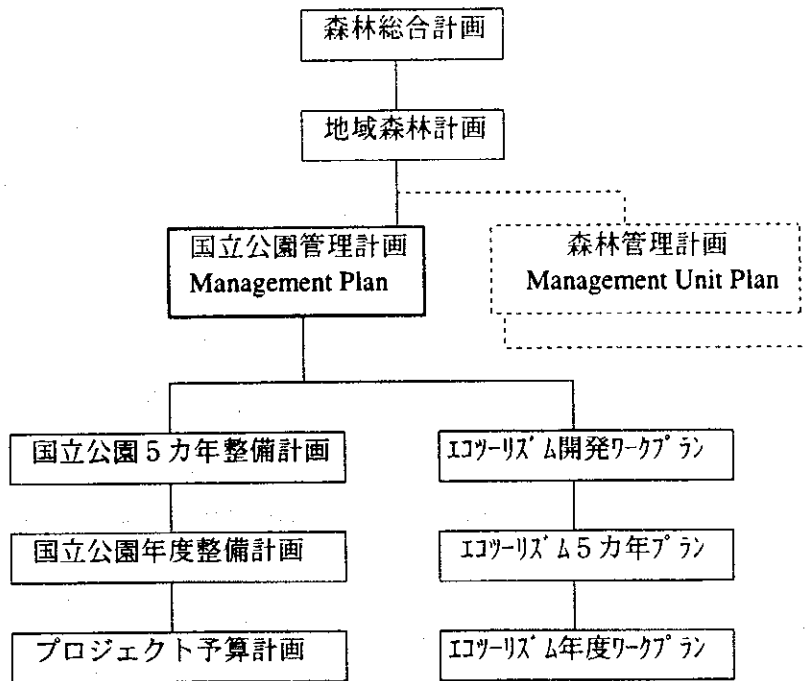 森林総合計画
地域森林計画
国立公園管理計画
Management Plan
森林管理計画
Management Unit Plan
国立公園５カ年整備計画
ｴｺﾂｰﾘｽﾞﾑ開発ﾜｰｸﾌﾟﾗﾝ
国立公園年度整備計画
ｴｺﾂｰﾘｽﾞﾑ５カ年ﾌﾟﾗﾝ
プロジェクト予算計画
ｴｺﾂｰﾘｽﾞﾑ年度ﾜｰｸﾌﾟﾗﾝ